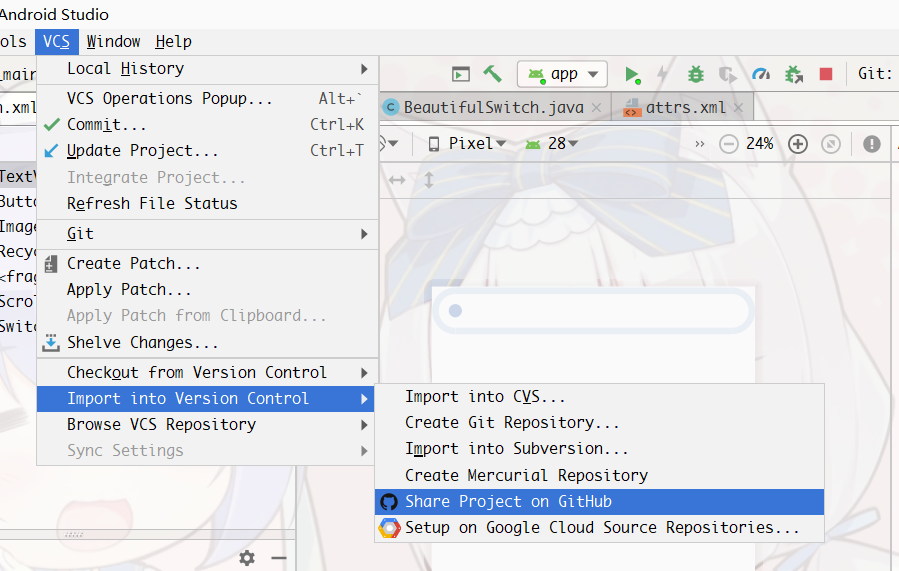 Android Studio
ols VCS Window Help
_main
app
Git:
.xml
BeautifulSwitch.java
attrs.xml
Pixel 28 » 24%
Local History
VCS Operations Popup... Alt+`
Commit... Ctrl+K
Update Project... Ctrl+T
Integrate Project...
Refresh File Status
Git
Create Patch...
Apply Patch...
Apply Patch from Clipboard...
Shelve Changes...
Checkout from Version Control
Import into Version Control
Browse VCS Repository
Sync Settings
TextV
Butto
Image
Recyc
<frag
Scrol
Switc
Import into CVS...
Create Git Repository...
Import into Subversion...
Create Mercurial Repository
Share Project on GitHub
Setup on Google Cloud Source Repositories...